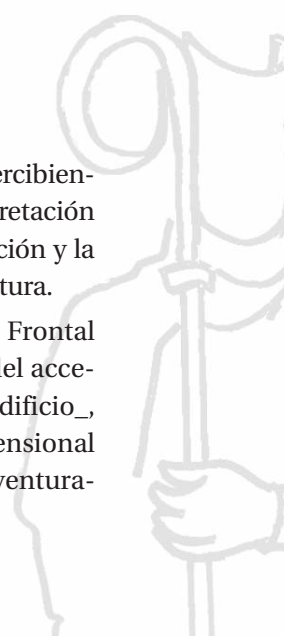 ercibien-
retación
ción y la
tura.
Frontal
del acce-
dificio_,
ensional
ventura-